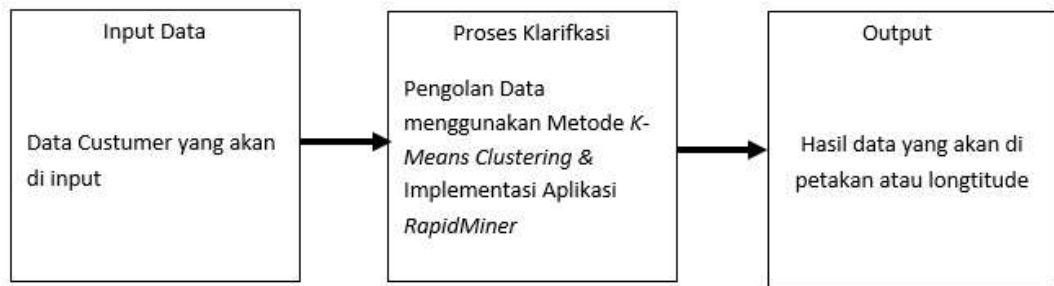 Input Data
Data Custumer yang akan
di input
Proses Klarifkasi
Pengolan Data
menggunakan Metode K-
Means Clustering &
Implementasi Aplikasi
RapidMiner
Output
Hasil data yang akan di
petakan atau longtitude